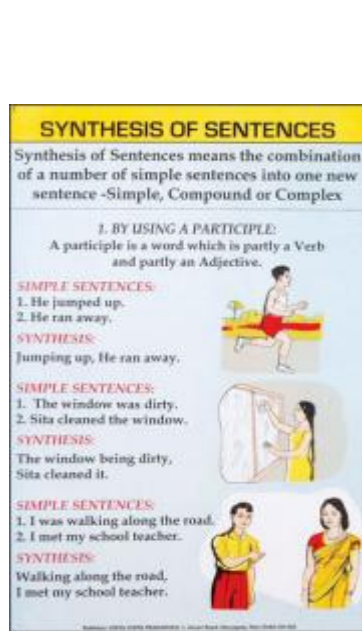 SYNTHESIS OF SENTENCES
Synthesis of Sentences means the combination
of a number of simple sentences into one new
sentence -Simple, Compound or Complex
1. BY USING A PARTICIPLE:
A participle is a word which is partly a Verb
and partly an Adjective.
SIMPLE SENTENCES:
1. He jumped up.
2. He ran away.
SYNTHESIS:
Jumping up, He ran away.
SIMPLE SENTENCES:
1. The window was dirty.
2. Sita cleaned the window.
SYNTHESIS:
The window being dirty,
Sita cleaned it.
SIMPLE SENTENCES:
1. I was walking along the road.
2. I met my school teacher.
SYNTHESIS:
Walking along the road,
I met my school teacher.